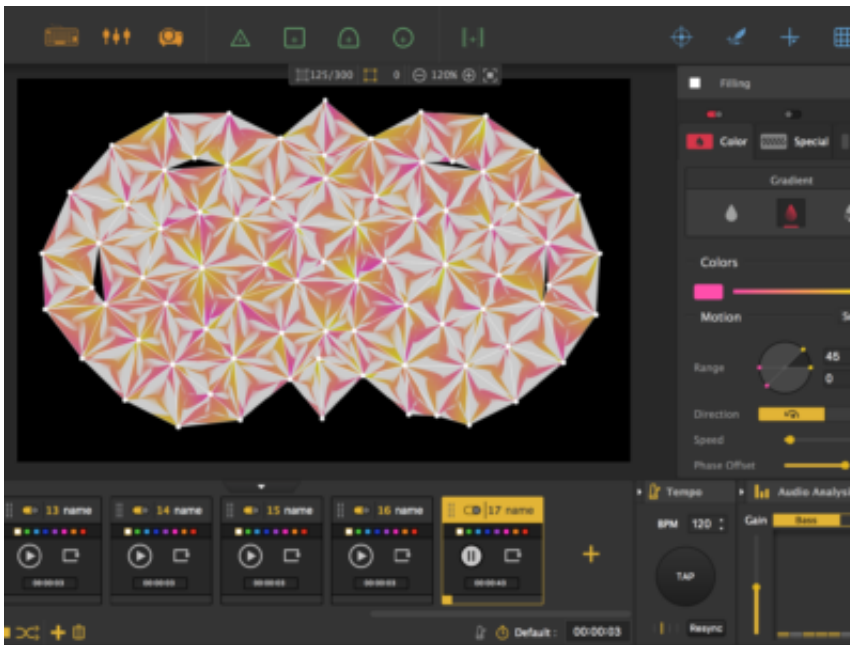 125/300 0 120%
Filling
Color Special
Gradient
Colors
Motion
Range 45
0
Direction
Speed
Phase Offset
13 name 14 name 15 name 16 name 17 name
00:00:03 00:00:03 00:00:03 00:00:03 00:00:40
Default : 00:00:03
Tempo
BPM 120
TAP
Resync
Audio Analysi
Gain Bass